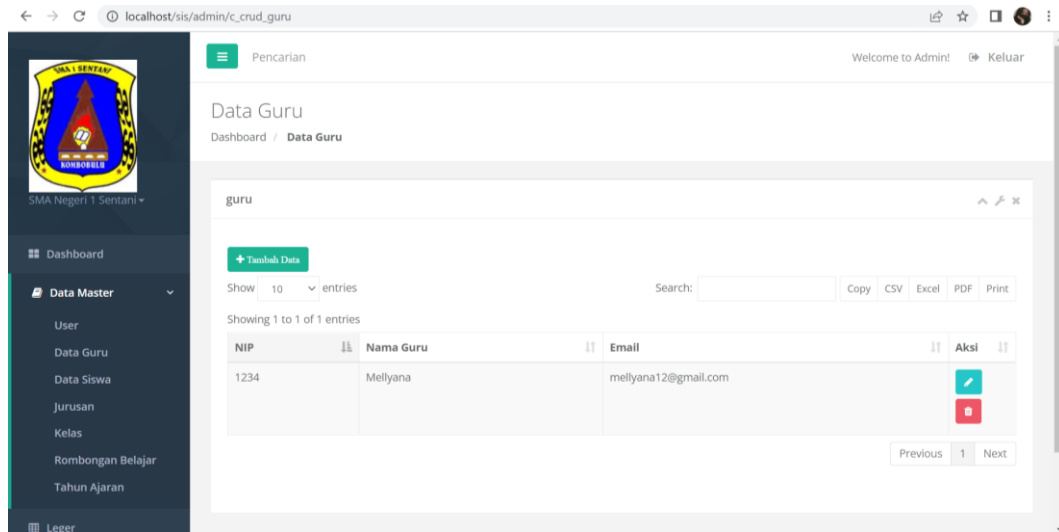 localhost/sis/admin/c_crud_guru
SMA 1 SENTANI
KOMBOBULU
SMA Negeri 1 Sentani
Dashboard
Data Master
User
Data Guru
Data Siswa
Jurusan
Kelas
Rombongan Belajar
Tahun Ajaran
Leger
Pencarian
Welcome to Admin! Keluar
Data Guru
Dashboard / Data Guru
guru
Tambah Data
Show 10 entries Search: Copy CSV Excel PDF Print
Showing 1 to 1 of 1 entries
NIP Nama Guru Email Aksi
1234 Mellyana mellyana12@gmail.com
Previous 1 Next